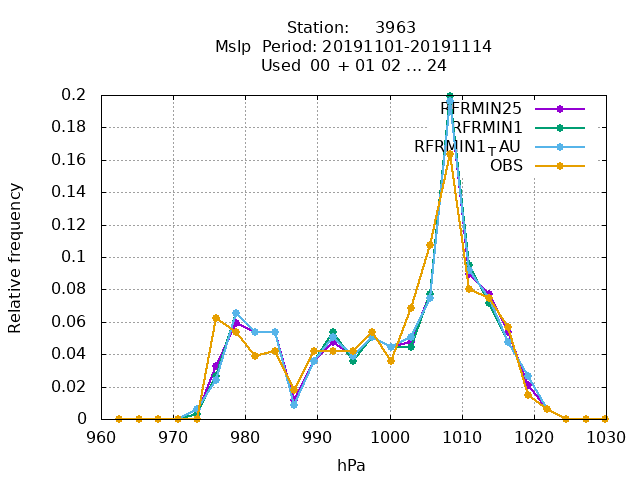 Station: 3963
Mslp Period: 20191101-20191114
Used 00 + 01 02 ... 24
RFRMIN25
RFRMIN1
RFRMIN1_TAU
OBS
Relative frequency
0.2
0.18
0.16
0.14
0.12
0.1
0.08
0.06
0.04
0.02
0
960 970 980 990 1000 1010 1020 1030
hPa